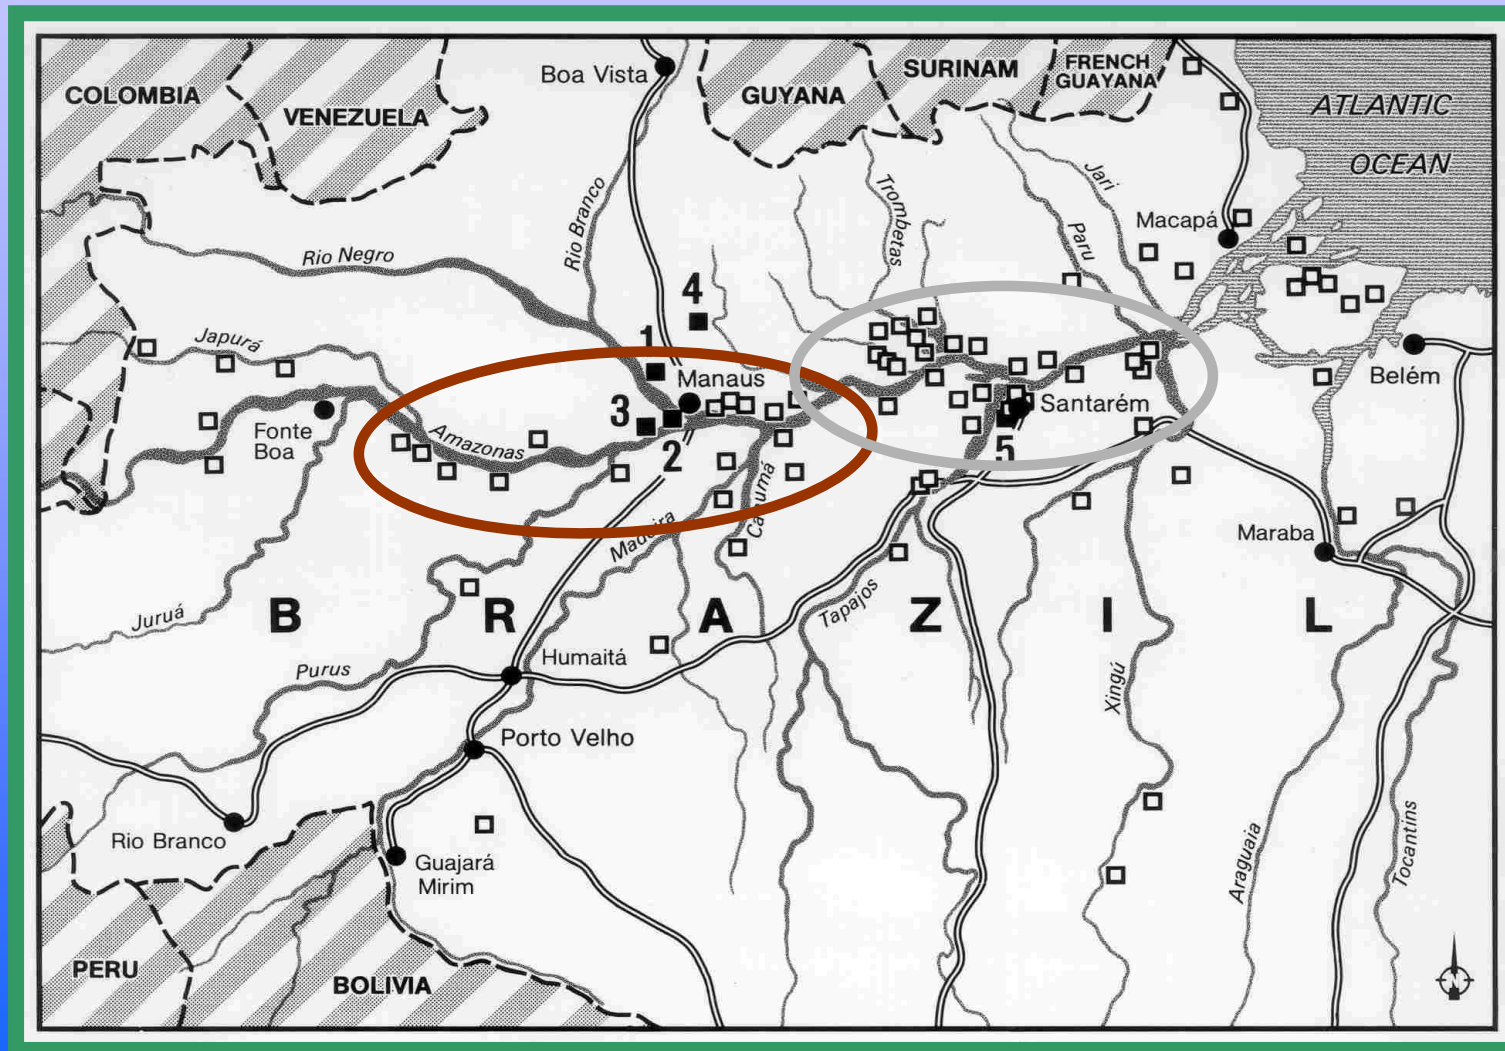 COLOMBIA
VENEZUELA
Boa Vista
GUYANA
SURINAM
FRENCH
GUAYANA
ATLANTIC
OCEAN
Rio Negro
Rio Branco
Trombetas
Jari
Paru
Macapá
Japurá
1
4
3
2
5
Manaus
Santarém
Belém
Fonte
Boa
Amazonas
Madeira
Maraba
Juruá
Purus
Humaitá
Tapajos
Xingú
B R A Z I L
Porto Velho
Rio Branco
Guajará
Mirim
Araguaia
Tocantins
PERU
BOLIVIA